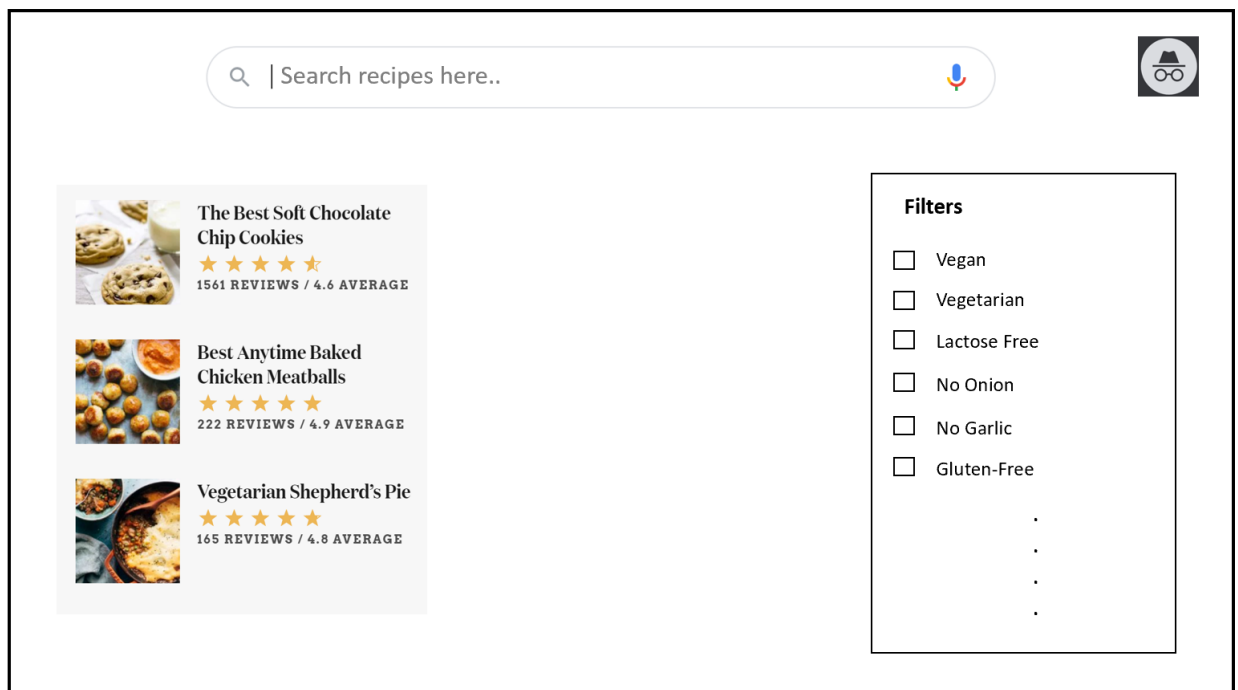 Search recipes here..
The Best Soft Chocolate
Chip Cookies
1561 REVIEWS / 4.6 AVERAGE
Best Anytime Baked
Chicken Meatballs
222 REVIEWS / 4.9 AVERAGE
Vegetarian Shepherd’s Pie
165 REVIEWS / 4.8 AVERAGE
Filters
Vegan
Vegetarian
Lactose Free
No Onion
No Garlic
Gluten-Free
.
.
.
.